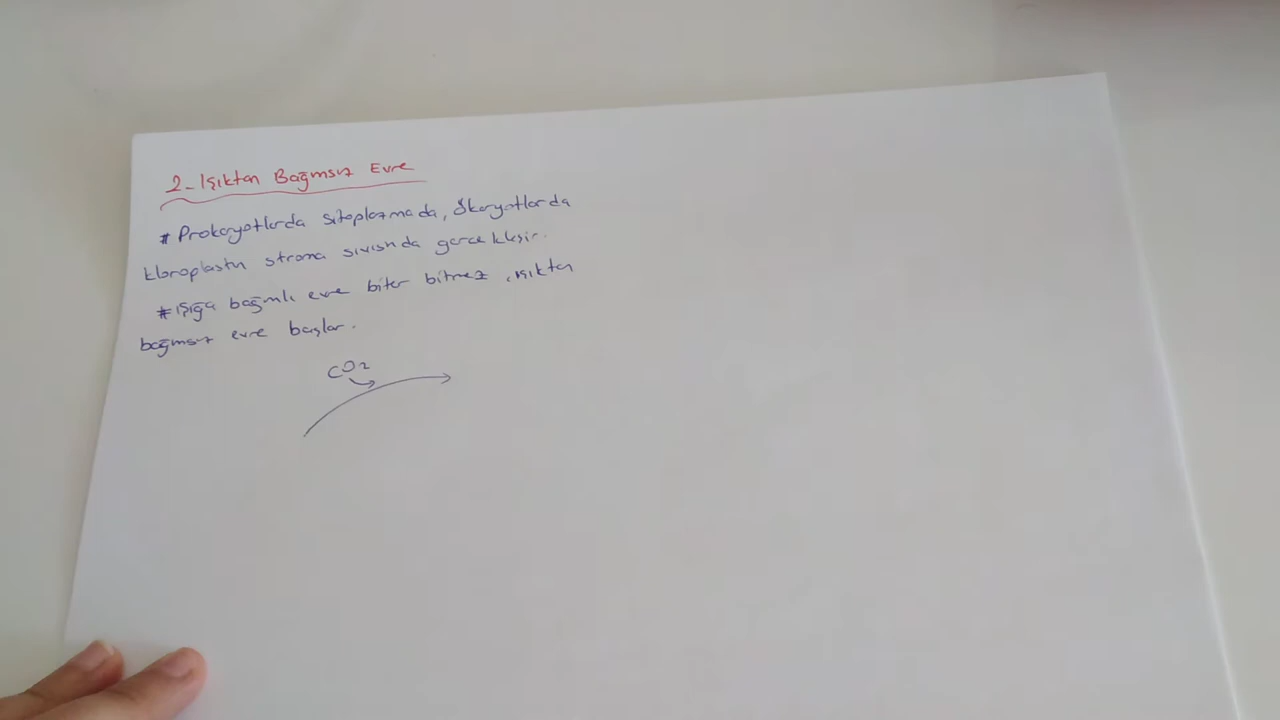 2- Işıktan Bağımsız Evre
# Prokaryotlarda sitoplazmada, Ökaryotlarda
kloroplastın stroma sıvısında gerçekleşir.
# Işığa bağımlı evre biter bitmez, ışıktan
bağımsız evre başlar.
CO2